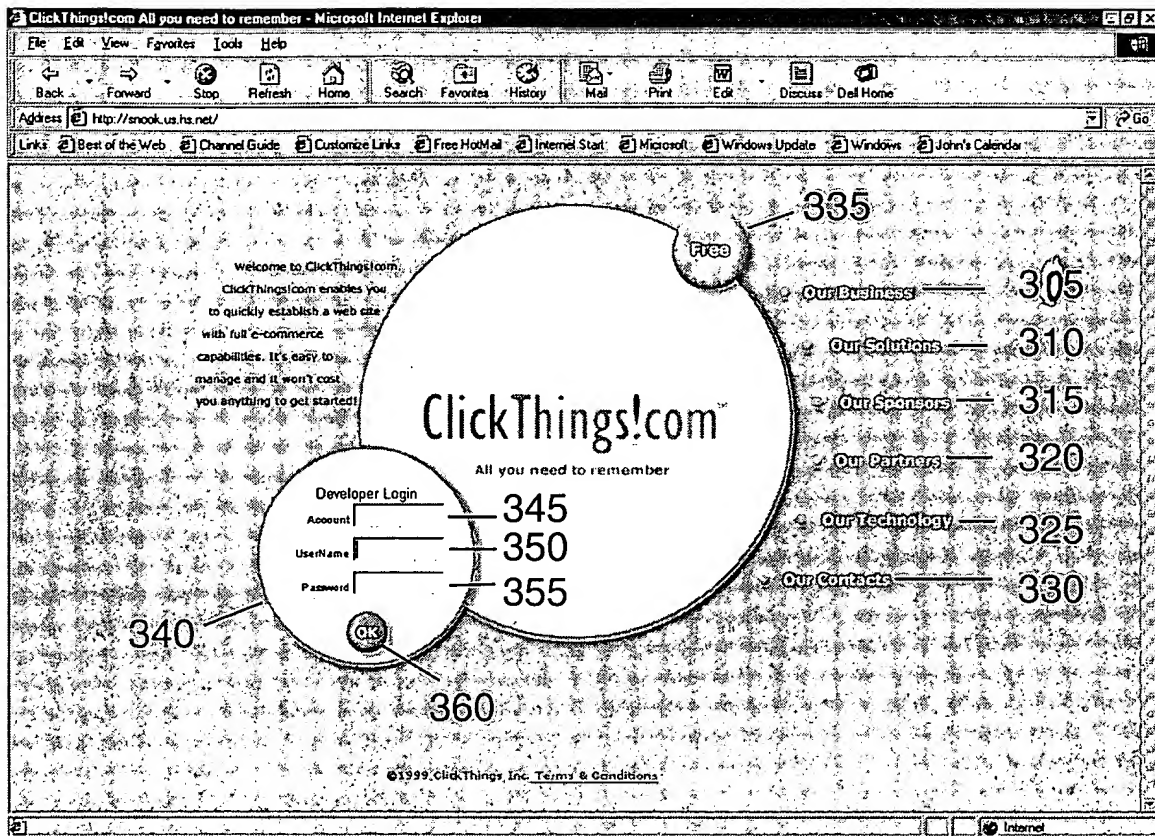 ClickThings!com All you need to remember - Microsoft Internet Explorer
File Edit View Favorites Tools Help
Back Forward Stop Refresh Home Search Favorites History Mail Print Edit Discuss Dell Home
Address http://snook.us.hs.net/ Go
Links Best of the Web Channel Guide Customize Links Free HotMail Internet Start Microsoft Windows Update Windows John's Calendar
335
Free
Welcome to ClickThings!com.
ClickThings!com enables you
to quickly establish a web site
with full e-commerce
capabilities. It's easy to
manage and it won't cost
you anything to get started!
Our Business 305
Our Solutions 310
Our Sponsors 315
Our Partners 320
Our Technology 325
Our Contacts 330
ClickThings!com™
All you need to remember
Developer Login
Account 345
UserName 350
Password 355
340
OK
360
©1999 ClickThings, Inc. Terms & Conditions
Internet